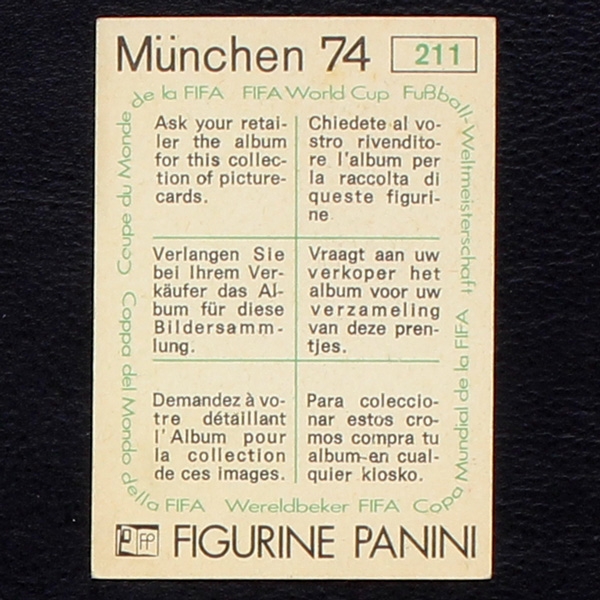 München 74 211
de la FIFA FIFA World Cup Fußball-Weltmeisterschaft
Ask your retai-
ler the album
for this collec-
tion of picture-
cards.
Chiedete al vo-
stro rivendito-
re l'album per
la raccolta di
queste figuri-
ne
Verlangen Sie
bei Ihrem Ver-
käufer das Al-
bum für diese
Bildersamm-
lung.
Vraagt aan uw
verkoper het
album voor uw
verzameling
van deze pren-
tjes.
Demandez à vo-
tre détaillant
l'Album pour
la collection
de ces images.
Para coleccio-
nar estos cro-
mos compra tu
album en cual-
quier kiosko.
Coupe du Monde
Coppa del Mondo
della FIFA Wereldbeker FIFA Copa Mundial de la FIFA
FP FIGURINE PANINI